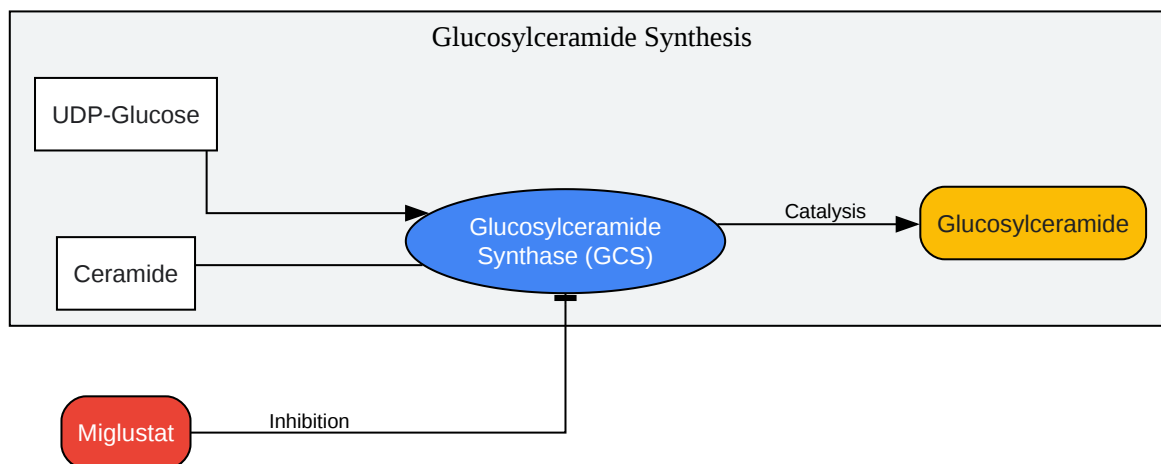 Glucosylceramide Synthesis
UDP-Glucose
Ceramide
Glucosylceramide
Synthase (GCS)
Catalysis
Glucosylceramide
Miglustat
Inhibition